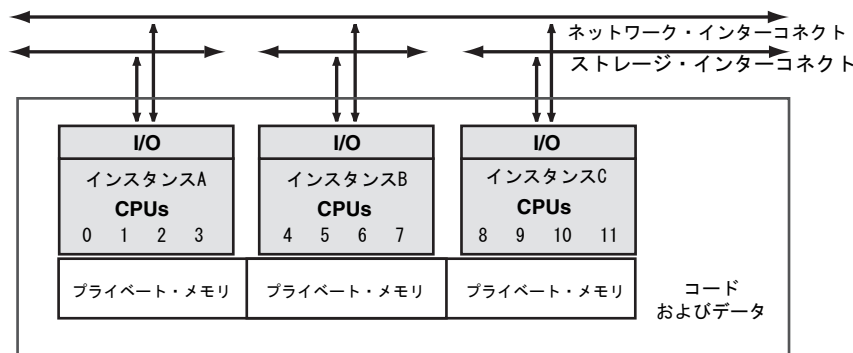 ネットワーク・インターコネクト
ストレージ・インターコネクト
I/O I/O I/O
インスタンスA インスタンスB インスタンスC
CPUs CPUs CPUs
0 1 2 3 4 5 6 7 8 9 10 11
プライベート・メモリ プライベート・メモリ プライベート・メモリ
コード
およびデータ